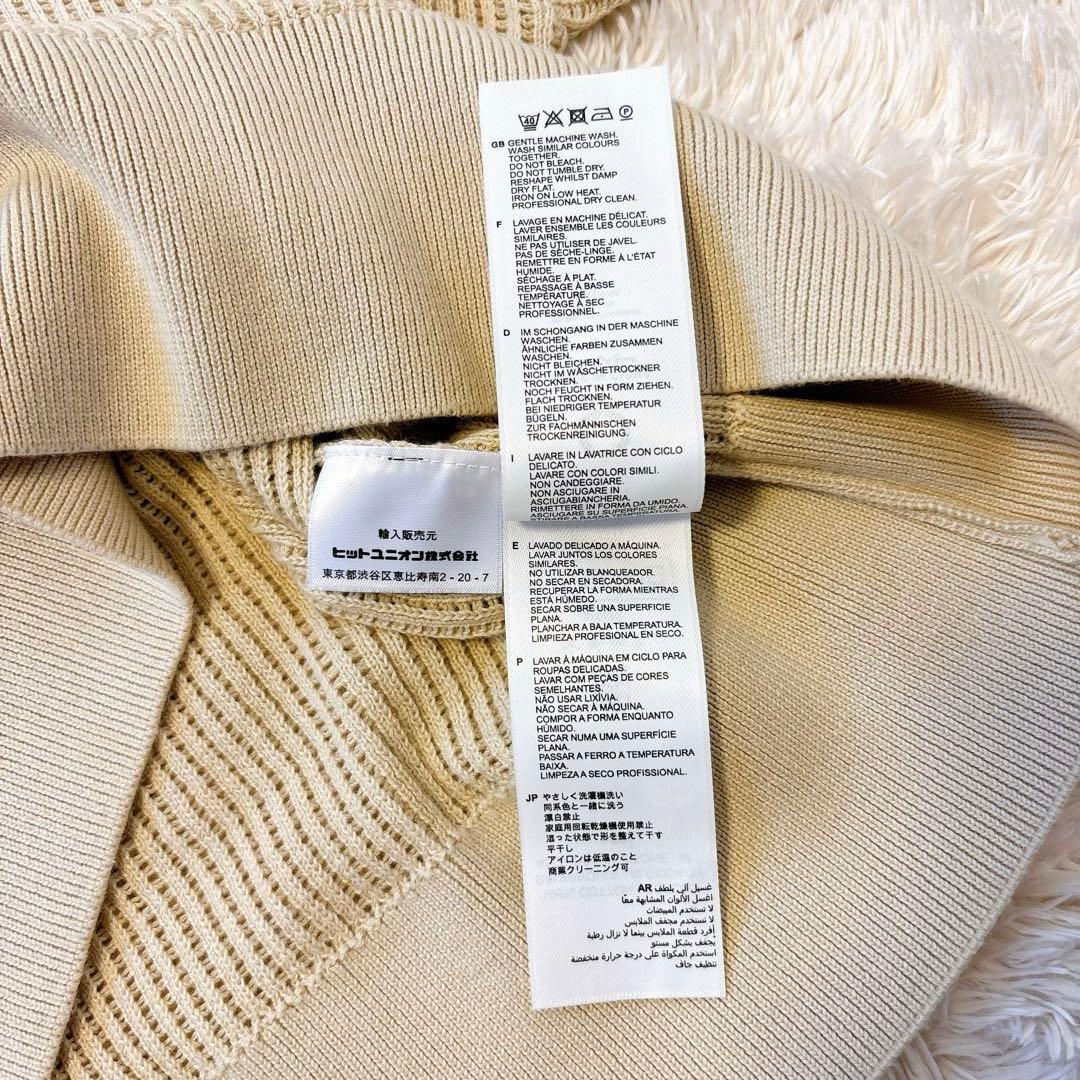 40 P
GB GENTLE MACHINE WASH.
WASH SIMILAR COLOURS
TOGETHER.
DO NOT BLEACH.
DO NOT TUMBLE DRY.
RESHAPE WHILST DAMP
DRY FLAT.
IRON ON LOW HEAT.
PROFESSIONAL DRY CLEAN.
F LAVAGE EN MACHINE DÉLICAT.
LAVER ENSEMBLE LES COULEURS
SIMILAIRES.
NE PAS UTILISER DE JAVEL.
PAS DE SÈCHE-LINGE.
REMETTRE EN FORME À L'ÉTAT
HUMIDE.
SÉCHAGE À PLAT.
REPASSAGE À BASSE
TEMPÉRATURE.
NETTOYAGE À SEC
PROFESSIONNEL.
D IM SCHONGANG IN DER MASCHINE
WASCHEN.
ÄHNLICHE FARBEN ZUSAMMEN
WASCHEN.
NICHT BLEICHEN.
NICHT IM WÄSCHETROCKNER
TROCKNEN.
NOCH FEUCHT IN FORM ZIEHEN.
FLACH TROCKNEN.
BEI NIEDRIGER TEMPERATUR
BÜGELN.
ZUR FACHMÄNNISCHEN
TROCKENREINIGUNG.
I LAVARE IN LAVATRICE CON CICLO
DELICATO.
LAVARE CON COLORI SIMILI.
NON CANDEGGIARE.
NON ASCIUGARE IN
ASCIUGABIANCHERIA.
RIMETTERE IN FORMA DA UMIDO.
ASCIUGARE SU SUPERFICIE PIANA.
STIRARE A BASSA TEMPERATURA.
輸入販売元
ヒットユニオン株式会社
東京都渋谷区恵比寿南2-20-7
E LAVADO DELICADO A MÁQUINA.
LAVAR JUNTOS LOS COLORES
SIMILARES.
NO UTILIZAR BLANQUEADOR.
NO SECAR EN SECADORA.
RECUPERAR LA FORMA MIENTRAS
ESTÁ HÚMEDO.
SECAR SOBRE UNA SUPERFICIE
PLANA.
PLANCHAR A BAJA TEMPERATURA.
LIMPIEZA PROFESIONAL EN SECO.
P LAVAR À MÁQUINA EM CICLO PARA
ROUPAS DELICADAS.
LAVAR COM PEÇAS DE CORES
SEMELHANTES.
NÃO USAR LIXÍVIA.
NÃO SECAR À MÁQUINA.
COMPOR A FORMA ENQUANTO
HÚMIDO.
SECAR NUMA UMA SUPERFÍCIE
PLANA.
PASSAR A FERRO A TEMPERATURA
BAIXA.
LIMPEZA A SECO PROFISSIONAL.
JP やさしく洗濯機洗い
同系色と一緒に洗う
漂白禁止
家庭用回転乾燥機使用禁止
湿った状態で形を整えて干す
平干し
アイロンは低温のこと
商業クリーニング可
AR غسيل آلي بلطف
اغسل الألوان المشابهة معًا
لا تستخدم المبيضات
لا تستخدم مجفف الملابس
أفرد قطعة الملابس بينما لا تزال رطبة
يجفف بشكل مستو
استخدم المكواة على درجة حرارة منخفضة
تنظيف جاف